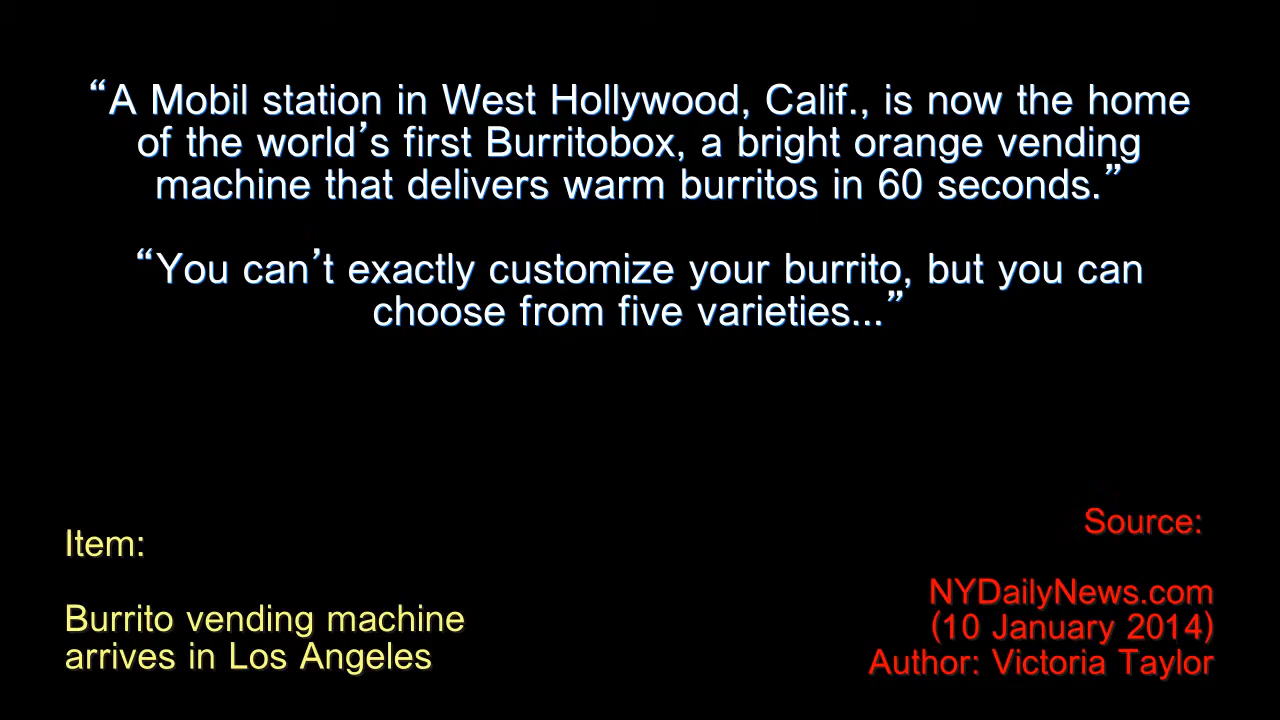 “A Mobil station in West Hollywood, Calif., is now the home
of the world’s first Burritobox, a bright orange vending
machine that delivers warm burritos in 60 seconds.”
“You can’t exactly customize your burrito, but you can
choose from five varieties...”
Item:
Burrito vending machine
arrives in Los Angeles
Source:
NYDailyNews.com
(10 January 2014)
Author: Victoria Taylor